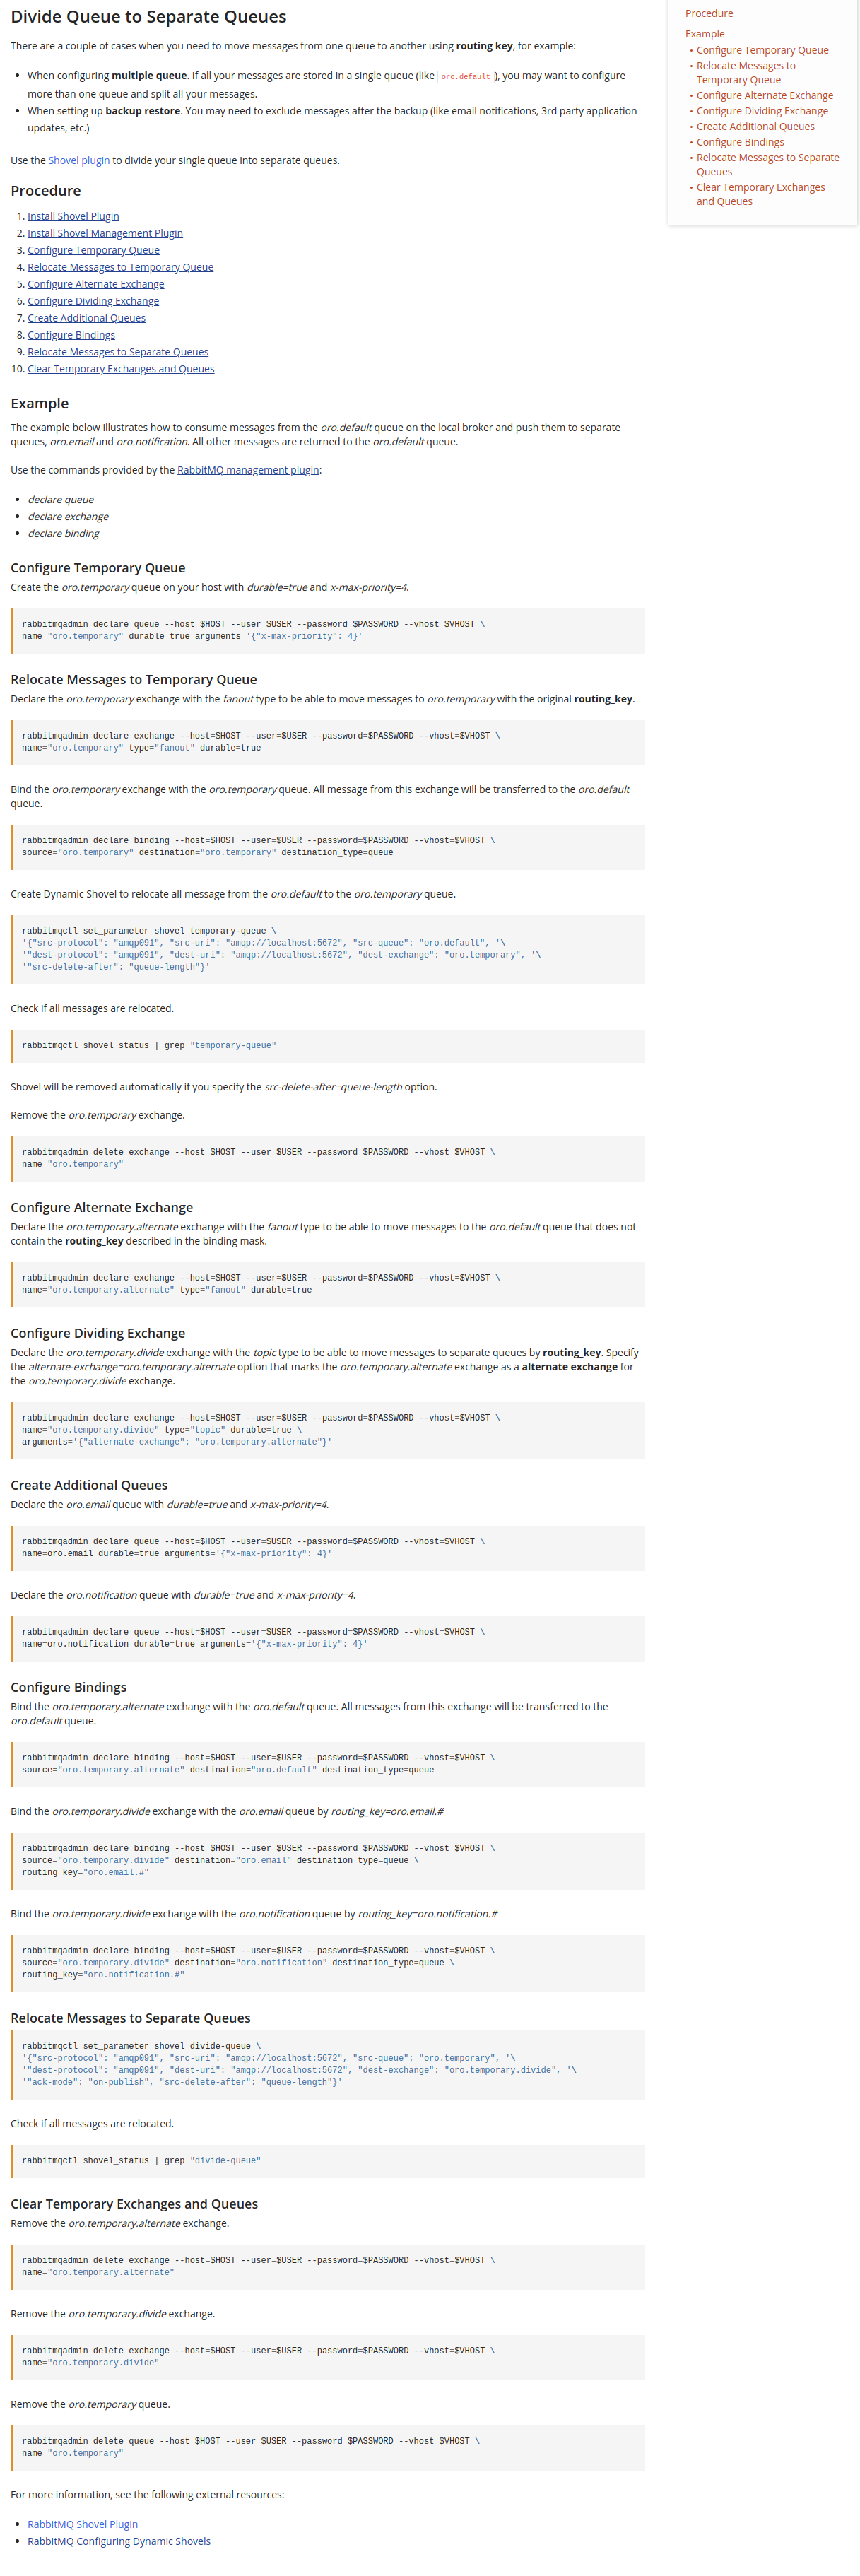 Divide Queue to Separate Queues
There are a couple of cases when you need to move messages from one queue to another using routing key, for example:
• When configuring multiple queue. If all your messages are stored in a single queue (like oro.default ), you may want to configure
more than one queue and split all your messages.
• When setting up backup restore. You may need to exclude messages after the backup (like email notifications, 3rd party application
updates, etc.)
Use the Shovel plugin to divide your single queue into separate queues.
Procedure
1. Install Shovel Plugin
2. Install Shovel Management Plugin
3. Configure Temporary Queue
4. Relocate Messages to Temporary Queue
5. Configure Alternate Exchange
6. Configure Dividing Exchange
7. Create Additional Queues
8. Configure Bindings
9. Relocate Messages to Separate Queues
10. Clear Temporary Exchanges and Queues
Example
The example below illustrates how to consume messages from the oro.default queue on the local broker and push them to separate
queues, oro.email and oro.notification. All other messages are returned to the oro.default queue.
Use the commands provided by the RabbitMQ management plugin:
• declare queue
• declare exchange
• declare binding
Configure Temporary Queue
Create the oro.temporary queue on your host with durable=true and x-max-priority=4.
rabbitmqadmin declare queue --host=$HOST --user=$USER --password=$PASSWORD --vhost=$VHOST \
name="oro.temporary" durable=true arguments='{"x-max-priority": 4}'
Relocate Messages to Temporary Queue
Declare the oro.temporary exchange with the fanout type to be able to move messages to oro.temporary with the original routing_key.
rabbitmqadmin declare exchange --host=$HOST --user=$USER --password=$PASSWORD --vhost=$VHOST \
name="oro.temporary" type="fanout" durable=true
Bind the oro.temporary exchange with the oro.temporary queue. All message from this exchange will be transferred to the oro.default
queue.
rabbitmqadmin declare binding --host=$HOST --user=$USER --password=$PASSWORD --vhost=$VHOST \
source="oro.temporary" destination="oro.temporary" destination_type=queue
Create Dynamic Shovel to relocate all message from the oro.default to the oro.temporary queue.
rabbitmqctl set_parameter shovel temporary-queue \
'{"src-protocol": "amqp091", "src-uri": "amqp://localhost:5672", "src-queue": "oro.default", '\
'"dest-protocol": "amqp091", "dest-uri": "amqp://localhost:5672", "dest-exchange": "oro.temporary", '\
'"src-delete-after": "queue-length"}'
Check if all messages are relocated.
rabbitmqctl shovel_status | grep "temporary-queue"
Shovel will be removed automatically if you specify the src-delete-after=queue-length option.
Remove the oro.temporary exchange.
rabbitmqadmin delete exchange --host=$HOST --user=$USER --password=$PASSWORD --vhost=$VHOST \
name="oro.temporary"
Configure Alternate Exchange
Declare the oro.temporary.alternate exchange with the fanout type to be able to move messages to the oro.default queue that does not
contain the routing_key described in the binding mask.
rabbitmqadmin declare exchange --host=$HOST --user=$USER --password=$PASSWORD --vhost=$VHOST \
name="oro.temporary.alternate" type="fanout" durable=true
Configure Dividing Exchange
Declare the oro.temporary.divide exchange with the topic type to be able to move messages to separate queues by routing_key. Specify
the alternate-exchange=oro.temporary.alternate option that marks the oro.temporary.alternate exchange as a alternate exchange for
the oro.temporary.divide exchange.
rabbitmqadmin declare exchange --host=$HOST --user=$USER --password=$PASSWORD --vhost=$VHOST \
name="oro.temporary.divide" type="topic" durable=true \
arguments='{"alternate-exchange": "oro.temporary.alternate"}'
Create Additional Queues
Declare the oro.email queue with durable=true and x-max-priority=4.
rabbitmqadmin declare queue --host=$HOST --user=$USER --password=$PASSWORD --vhost=$VHOST \
name=oro.email durable=true arguments='{"x-max-priority": 4}'
Declare the oro.notification queue with durable=true and x-max-priority=4.
rabbitmqadmin declare queue --host=$HOST --user=$USER --password=$PASSWORD --vhost=$VHOST \
name=oro.notification durable=true arguments='{"x-max-priority": 4}'
Configure Bindings
Bind the oro.temporary.alternate exchange with the oro.default queue. All messages from this exchange will be transferred to the
oro.default queue.
rabbitmqadmin declare binding --host=$HOST --user=$USER --password=$PASSWORD --vhost=$VHOST \
source="oro.temporary.alternate" destination="oro.default" destination_type=queue
Bind the oro.temporary.divide exchange with the oro.email queue by routing_key=oro.email.#
rabbitmqadmin declare binding --host=$HOST --user=$USER --password=$PASSWORD --vhost=$VHOST \
source="oro.temporary.divide" destination="oro.email" destination_type=queue \
routing_key="oro.email.#"
Bind the oro.temporary.divide exchange with the oro.notification queue by routing_key=oro.notification.#
rabbitmqadmin declare binding --host=$HOST --user=$USER --password=$PASSWORD --vhost=$VHOST \
source="oro.temporary.divide" destination="oro.notification" destination_type=queue \
routing_key="oro.notification.#"
Relocate Messages to Separate Queues
rabbitmqctl set_parameter shovel divide-queue \
'{"src-protocol": "amqp091", "src-uri": "amqp://localhost:5672", "src-queue": "oro.temporary", '\
'"dest-protocol": "amqp091", "dest-uri": "amqp://localhost:5672", "dest-exchange": "oro.temporary.divide", '\
'"ack-mode": "on-publish", "src-delete-after": "queue-length"}'
Check if all messages are relocated.
rabbitmqctl shovel_status | grep "divide-queue"
Clear Temporary Exchanges and Queues
Remove the oro.temporary.alternate exchange.
rabbitmqadmin delete exchange --host=$HOST --user=$USER --password=$PASSWORD --vhost=$VHOST \
name="oro.temporary.alternate"
Remove the oro.temporary.divide exchange.
rabbitmqadmin delete exchange --host=$HOST --user=$USER --password=$PASSWORD --vhost=$VHOST \
name="oro.temporary.divide"
Remove the oro.temporary queue.
rabbitmqadmin delete queue --host=$HOST --user=$USER --password=$PASSWORD --vhost=$VHOST \
name="oro.temporary"
For more information, see the following external resources:
• RabbitMQ Shovel Plugin
• RabbitMQ Configuring Dynamic Shovels
Procedure
Example
• Configure Temporary Queue
• Relocate Messages to
Temporary Queue
• Configure Alternate Exchange
• Configure Dividing Exchange
• Create Additional Queues
• Configure Bindings
• Relocate Messages to Separate
Queues
• Clear Temporary Exchanges
and Queues